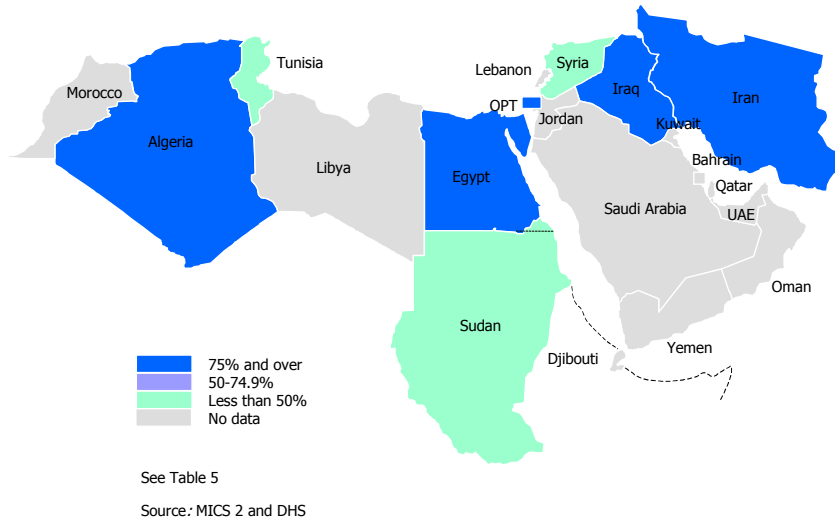 Tunisia
Syria
Lebanon
Morocco
Iraq
Iran
OPT
Jordan
Kuwait
Algeria
Libya
Egypt
Bahrain
Qatar
Saudi Arabia
UAE
Oman
Sudan
Yemen
Djibouti
75% and over
50-74.9%
Less than 50%
No data
See Table 5
Source: MICS 2 and DHS